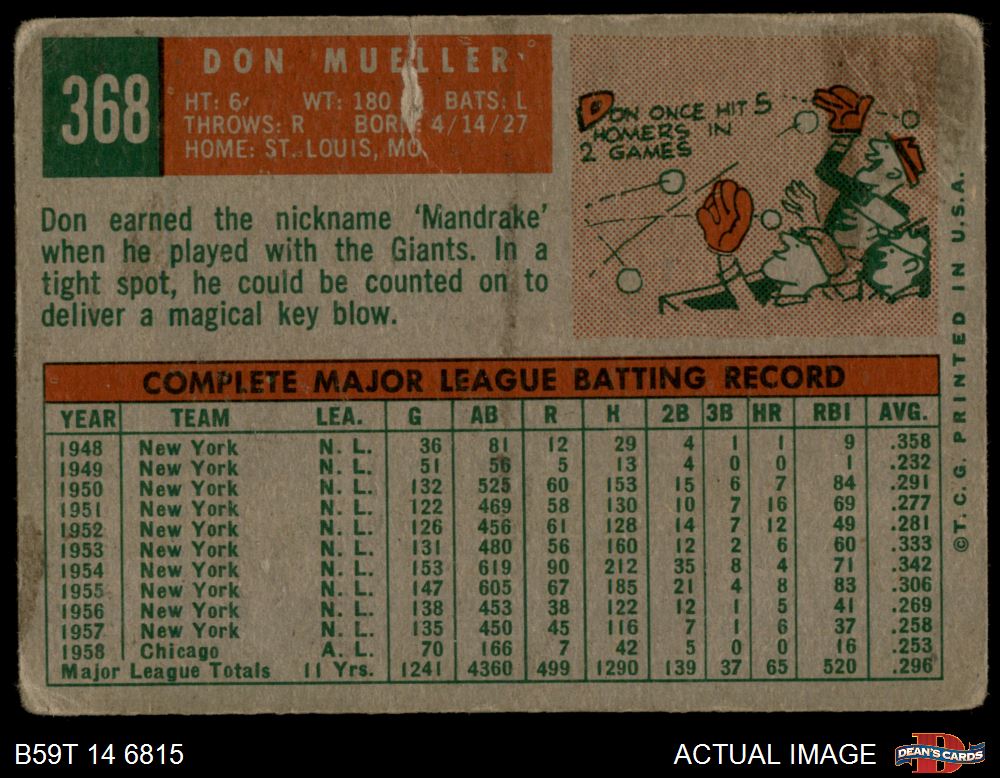 368
DON MUELLER
HT: 6' WT: 180 BATS: L
THROWS: R BORN 4/14/27
HOME: ST. LOUIS, MO.
DON ONCE HIT 5
HOMERS IN
2 GAMES
Don earned the nickname 'Mandrake'
when he played with the Giants. In a
tight spot, he could be counted on to
deliver a magical key blow.
COMPLETE MAJOR LEAGUE BATTING RECORD
YEAR TEAM LEA. G AB R H 2B 3B HR RBI AVG.
1948 New York N. L. 36 81 12 29 4 1 1 9 .358
1949 New York N. L. 51 56 5 13 4 0 0 1 .232
1950 New York N. L. 132 525 60 153 15 6 7 84 .291
1951 New York N. L. 122 469 58 130 10 7 16 69 .277
1952 New York N. L. 126 456 61 128 14 7 12 49 .281
1953 New York N. L. 131 480 56 160 12 2 6 60 .333
1954 New York N. L. 153 619 90 212 35 8 4 71 .342
1955 New York N. L. 147 605 67 185 21 4 8 83 .306
1956 New York N. L. 138 453 38 122 12 1 5 41 .269
1957 New York N. L. 135 450 45 116 7 1 6 37 .258
1958 Chicago A. L. 70 166 7 42 5 0 0 16 .253
Major League Totals 11 Yrs. 1241 4360 499 1290 139 37 65 520 .296
©T.C.G. PRINTED IN U.S.A.
B59T 14 6815
ACTUAL IMAGE
D
DEAN'S CARDS